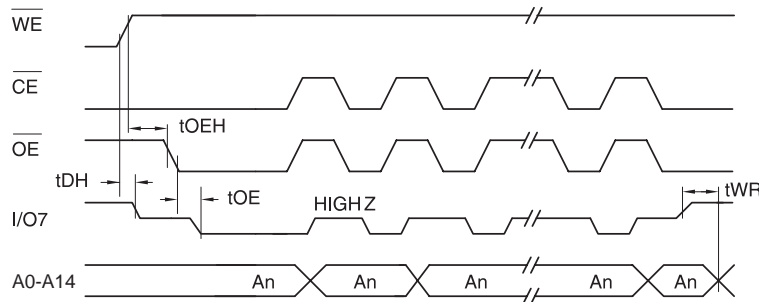 WE
CE
tOEH
OE
tDH
tOE
HIGH Z
tWR
I/O7
A0-A14 An An An An An